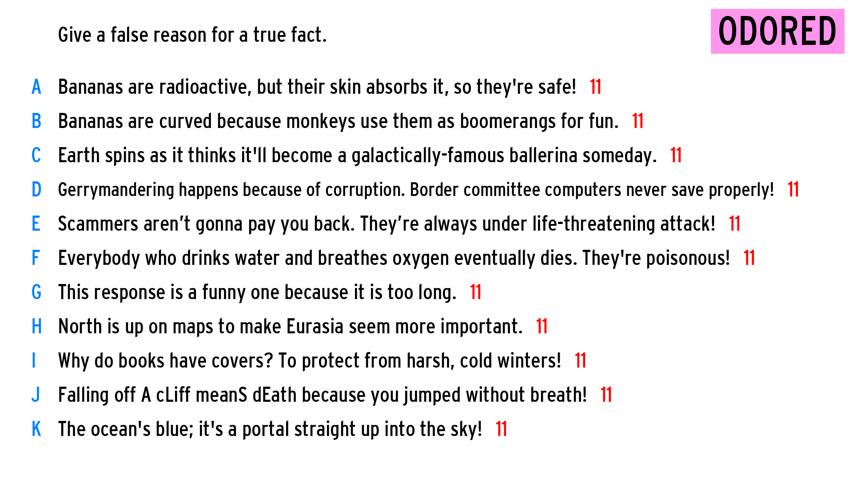 Give a false reason for a true fact.
ODORED
A Bananas are radioactive, but their skin absorbs it, so they're safe! 11
B Bananas are curved because monkeys use them as boomerangs for fun. 11
C Earth spins as it thinks it'll become a galactically-famous ballerina someday. 11
D Gerrymandering happens because of corruption. Border committee computers never save properly! 11
E Scammers aren’t gonna pay you back. They’re always under life-threatening attack! 11
F Everybody who drinks water and breathes oxygen eventually dies. They're poisonous! 11
G This response is a funny one because it is too long. 11
H North is up on maps to make Eurasia seem more important. 11
I Why do books have covers? To protect from harsh, cold winters! 11
J Falling off A cLiff meanS dEath because you jumped without breath! 11
K The ocean's blue; it's a portal straight up into the sky! 11